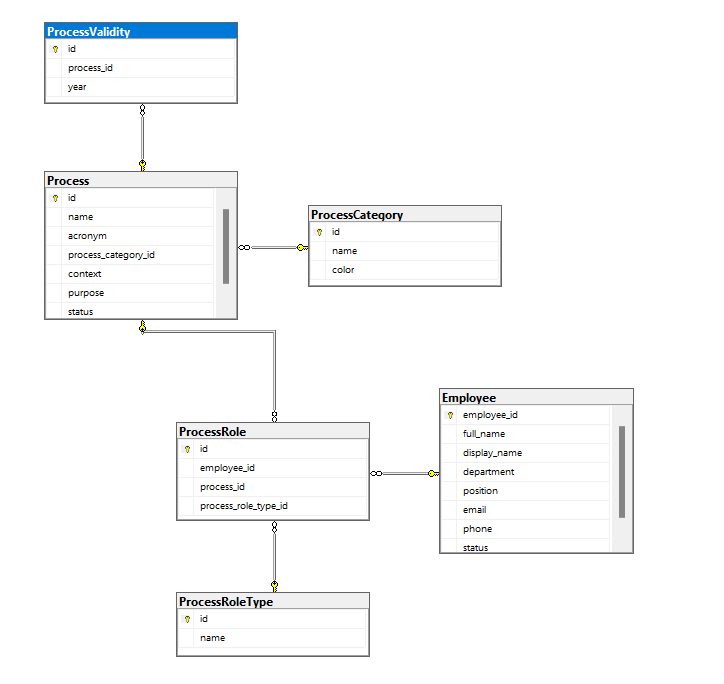 ProcessValidity
id
process_id
year
Process
id
name
acronym
process_category_id
context
purpose
status
ProcessCategory
id
name
color
ProcessRole
id
employee_id
process_id
process_role_type_id
Employee
employee_id
full_name
display_name
department
position
email
phone
status
ProcessRoleType
id
name